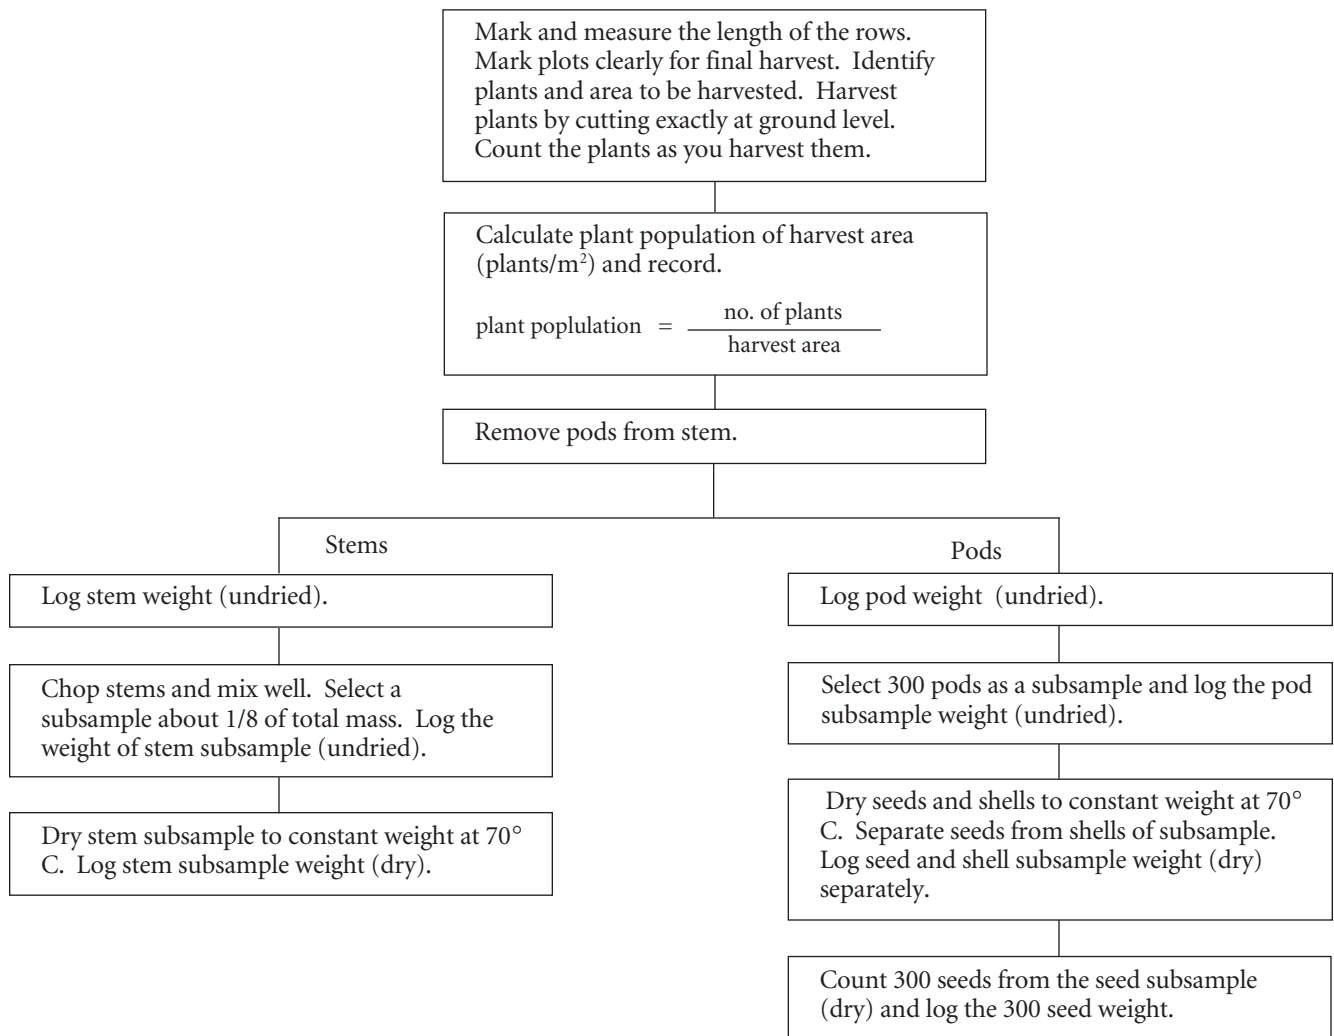 Mark and measure the length of the rows.
Mark plots clearly for final harvest.  Identify
plants and area to be harvested.  Harvest
plants by cutting exactly at ground level.
Count the plants as you harvest them.
Calculate plant population of harvest area
(plants/m²) and record.
plant poplulation = no. of plants
harvest area
Remove pods from stem.
Stems
Log stem weight (undried).
Chop stems and mix well.  Select a
subsample about 1/8 of total mass.  Log the
weight of stem subsample (undried).
Dry stem subsample to constant weight at 70°
C.  Log stem subsample weight (dry).
Pods
Log pod weight  (undried).
Select 300 pods as a subsample and log the pod
subsample weight (undried).
Dry seeds and shells to constant weight at 70°
C.  Separate seeds from shells of subsample.
Log seed and shell subsample weight (dry)
separately.
Count 300 seeds from the seed subsample
(dry) and log the 300 seed weight.